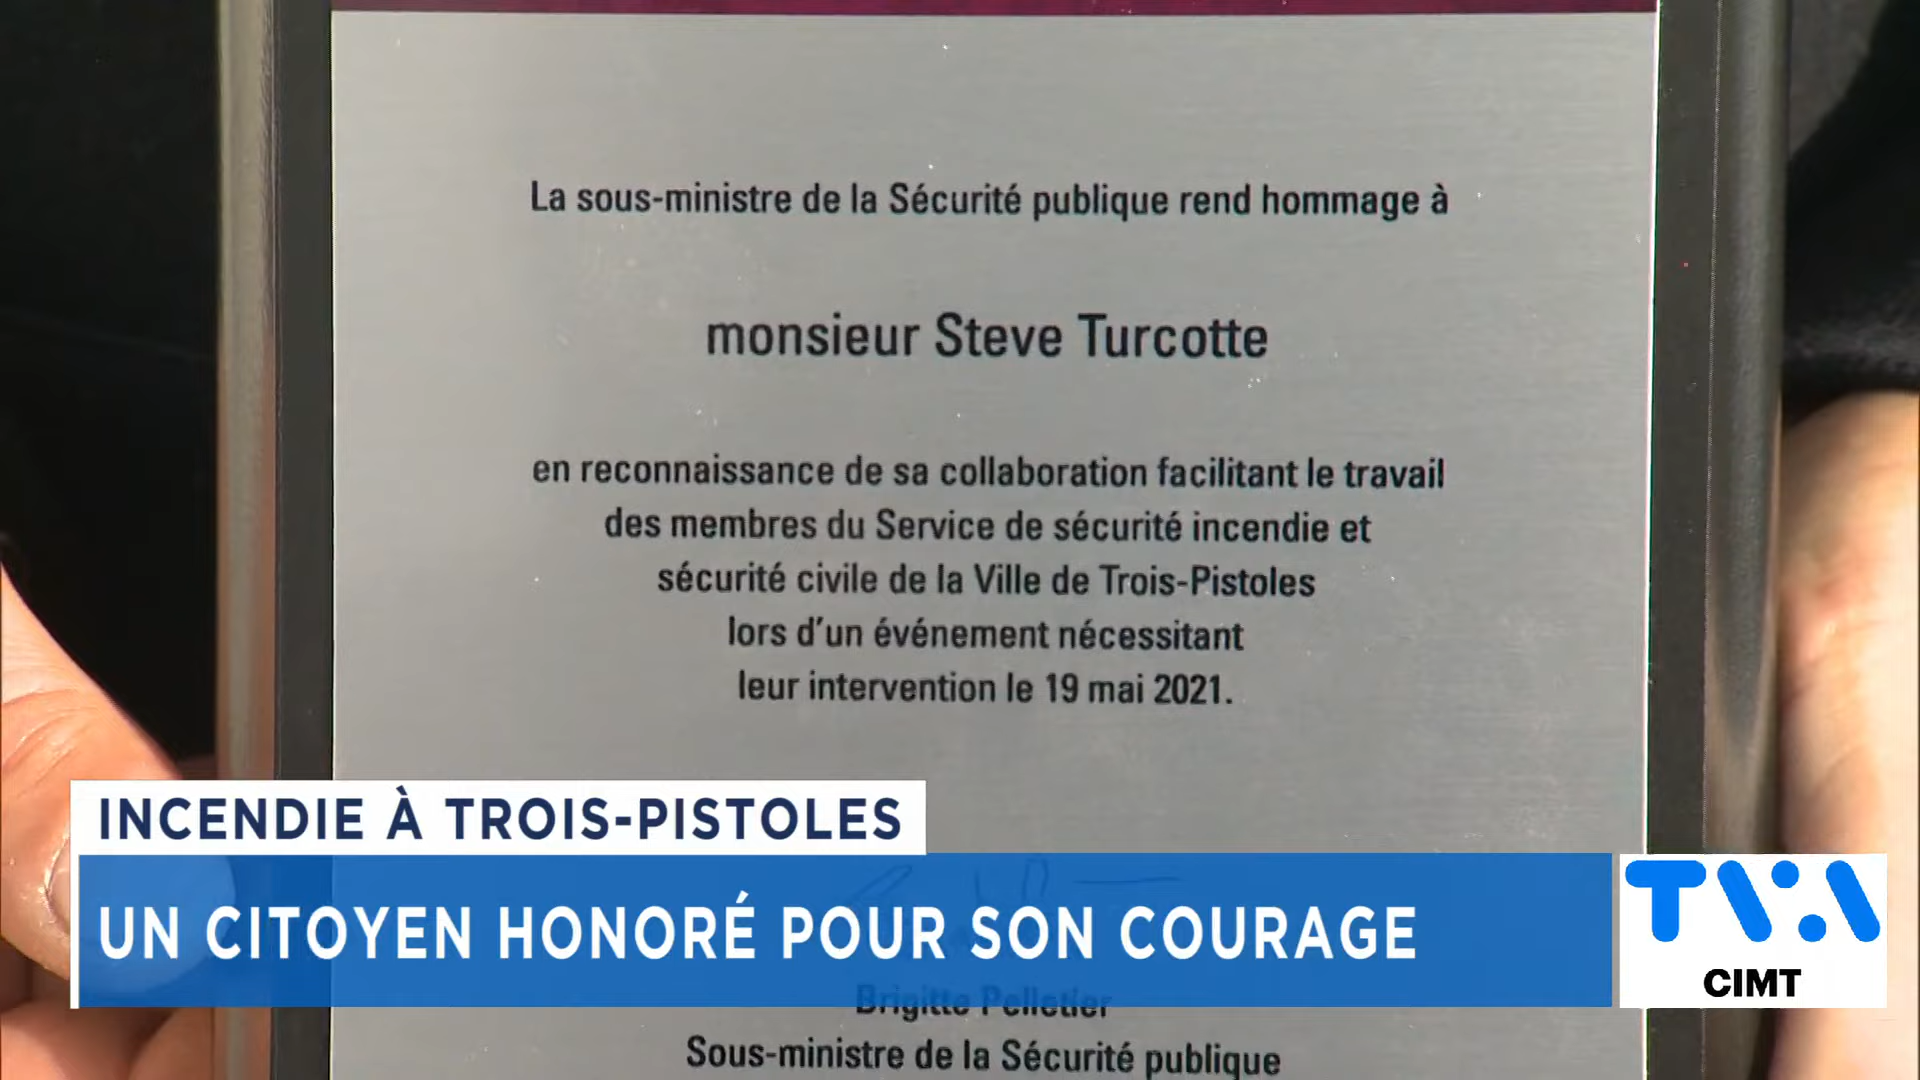 La sous-ministre de la Sécurité publique rend hommage à
monsieur Steve Turcotte
en reconnaissance de sa collaboration facilitant le travail
des membres du Service de sécurité incendie et
sécurité civile de la Ville de Trois-Pistoles
lors d'un événement nécessitant
leur intervention le 19 mai 2021.
INCENDIE À TROIS-PISTOLES
UN CITOYEN HONORÉ POUR SON COURAGE
TVA
CIMT
Brigitte Pelletier
Sous-ministre de la Sécurité publique